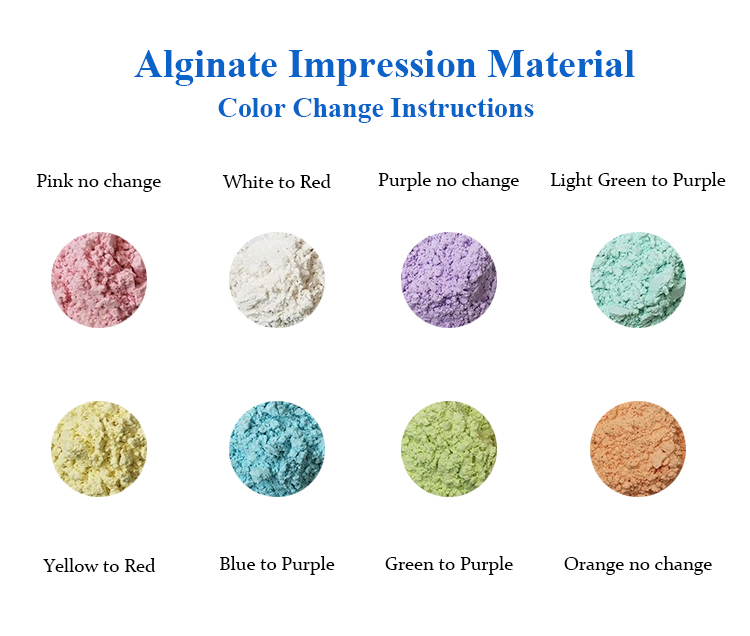 Alginate Impression Material
Color Change Instructions
Pink no change
White to Red
Purple no change
Light Green to Purple
Yellow to Red
Blue to Purple
Green to Purple
Orange no change